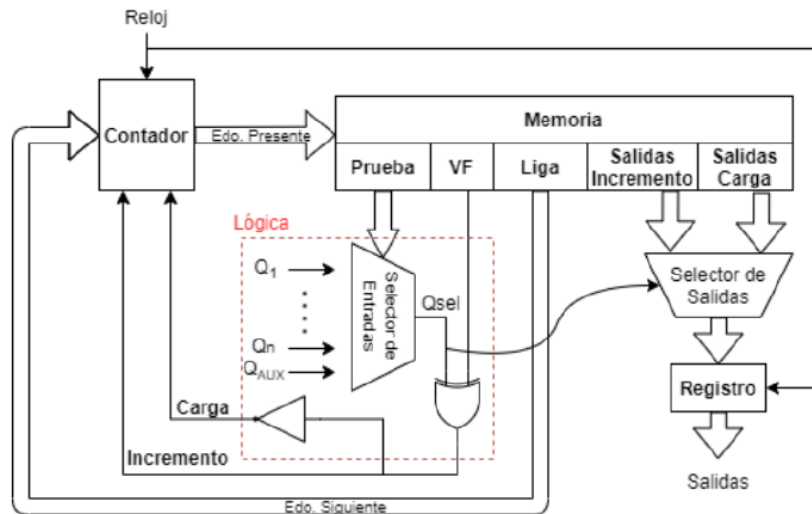 Reloj
Contador
Edo. Presente
Memoria
Prueba
VF
Liga
Salidas
Incremento
Salidas
Carga
Lógica
Q1
Qn
QAUX
Selector de
Entradas
Qsel
Selector de
Salidas
Registro
Carga
Incremento
Salidas
Edo. Siguiente